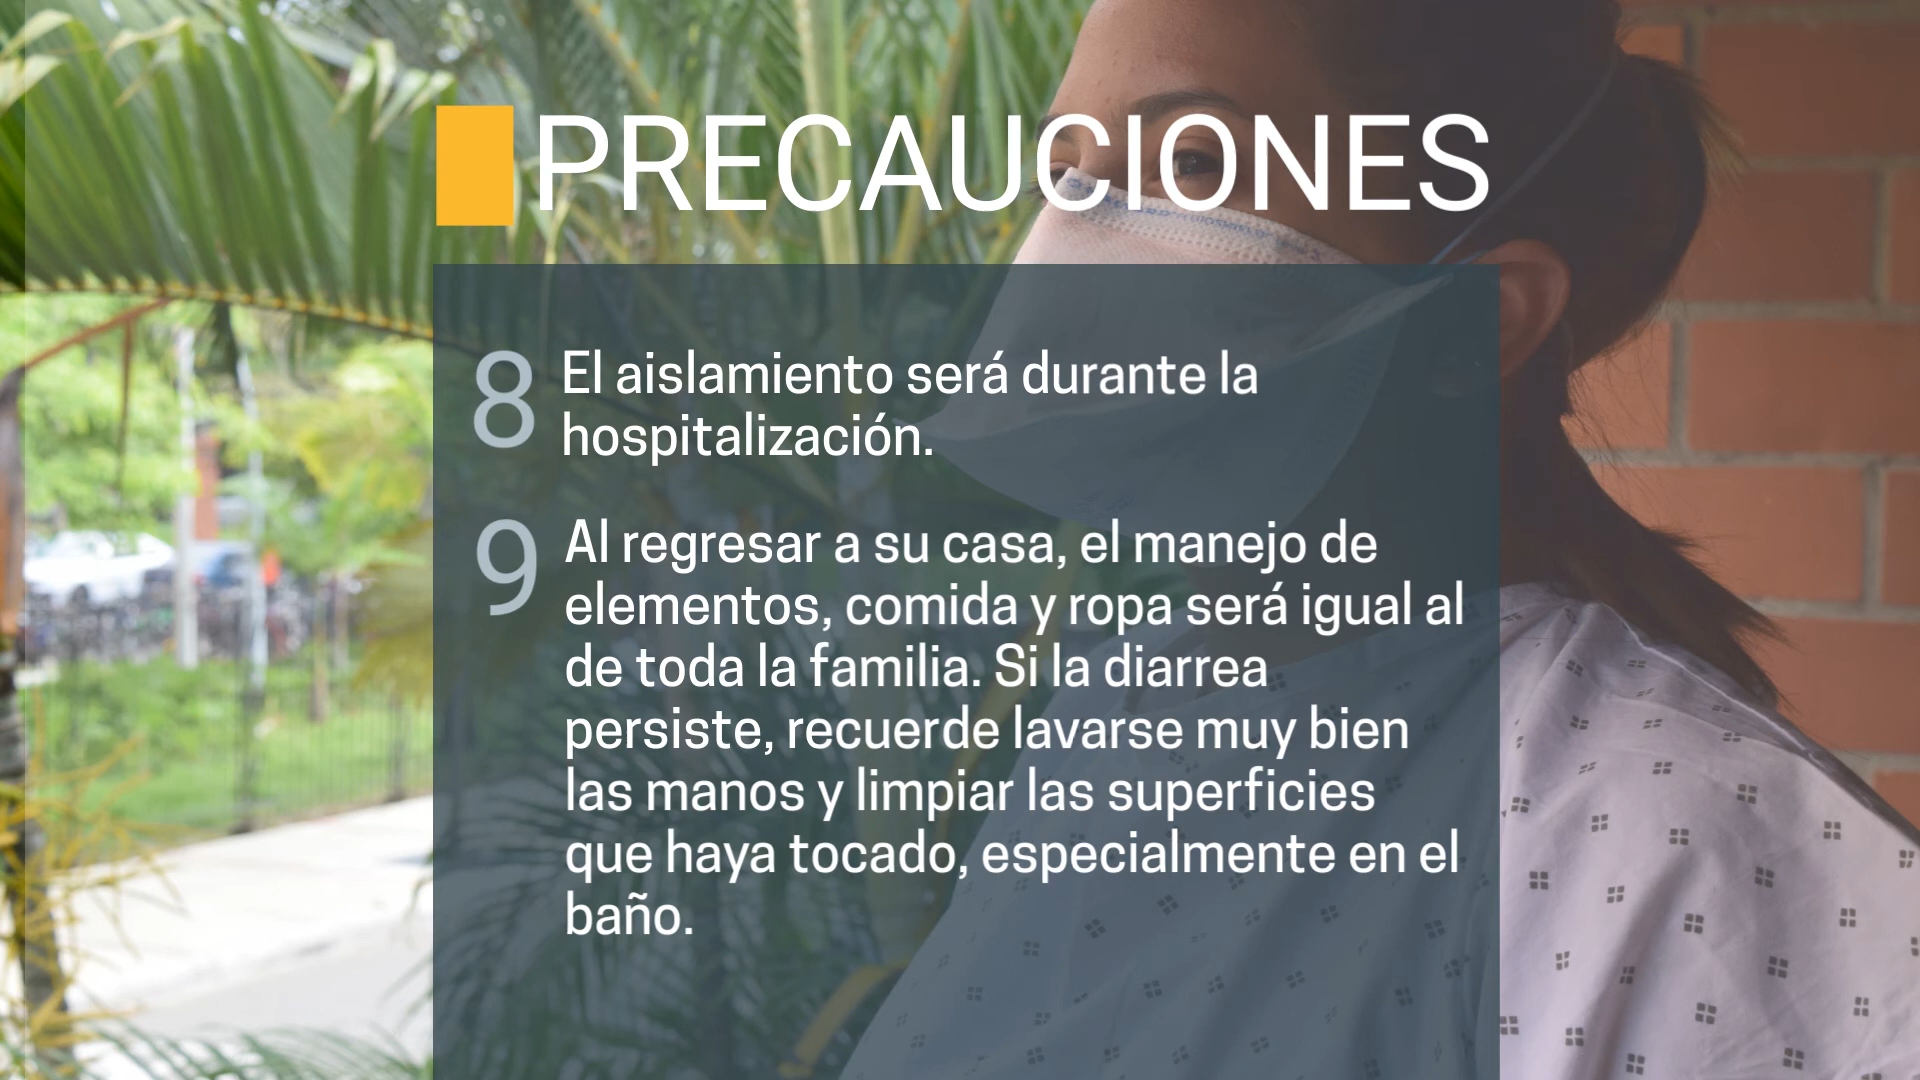 PRECAUCIONES
8 El aislamiento será durante la
hospitalización.
9 Al regresar a su casa, el manejo de
elementos, comida y ropa será igual al
de toda la familia. Si la diarrea
persiste, recuerde lavarse muy bien
las manos y limpiar las superficies
que haya tocado, especialmente en el
baño.